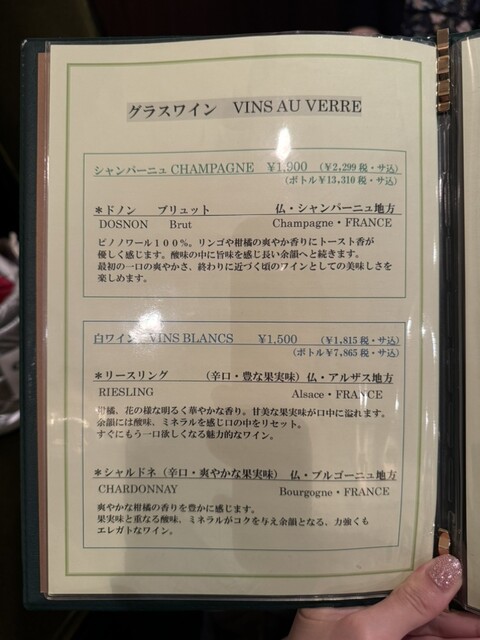 グラスワイン VINS AU VERRE
シャンパーニュ CHAMPAGNE ¥1,900 (¥2,299 税・サ込)
(ボトル¥13,310 税・サ込)
＊ドノン ブリュット 仏・シャンパーニュ地方
DOSNON Brut Champagne・FRANCE
ピノノワール100%。リンゴや柑橘の爽やか香りにトースト香が
優しく感じます。酸味の中に旨味を感じ長い余韻へと続きます。
最初の一口の爽やかさ、終わりに近づく頃のワインとしての美味しさを
楽しめます。
白ワイン VINS BLANCS ¥1,500 (¥1,815 税・サ込)
(ボトル¥7,865 税・サ込)
＊リースリング (辛口・豊な果実味) 仏・アルザス地方
RIESLING Alsace・FRANCE
柑橘、花の様な明るく華やかな香り。甘美な果実味が口中に溢れます。
余韻には酸味、ミネラルを感じ口の中をリセット。
すぐにもう一口欲しくなる魅力的なワイン。
＊シャルドネ (辛口・爽やかな果実味) 仏・ブルゴーニュ地方
CHARDONNAY Bourgogne・FRANCE
爽やかな柑橘の香りを豊かに感じます。
果実味と重なる酸味、ミネラルがコクを与え余韻となる、力強くも
エレガトなワイン。